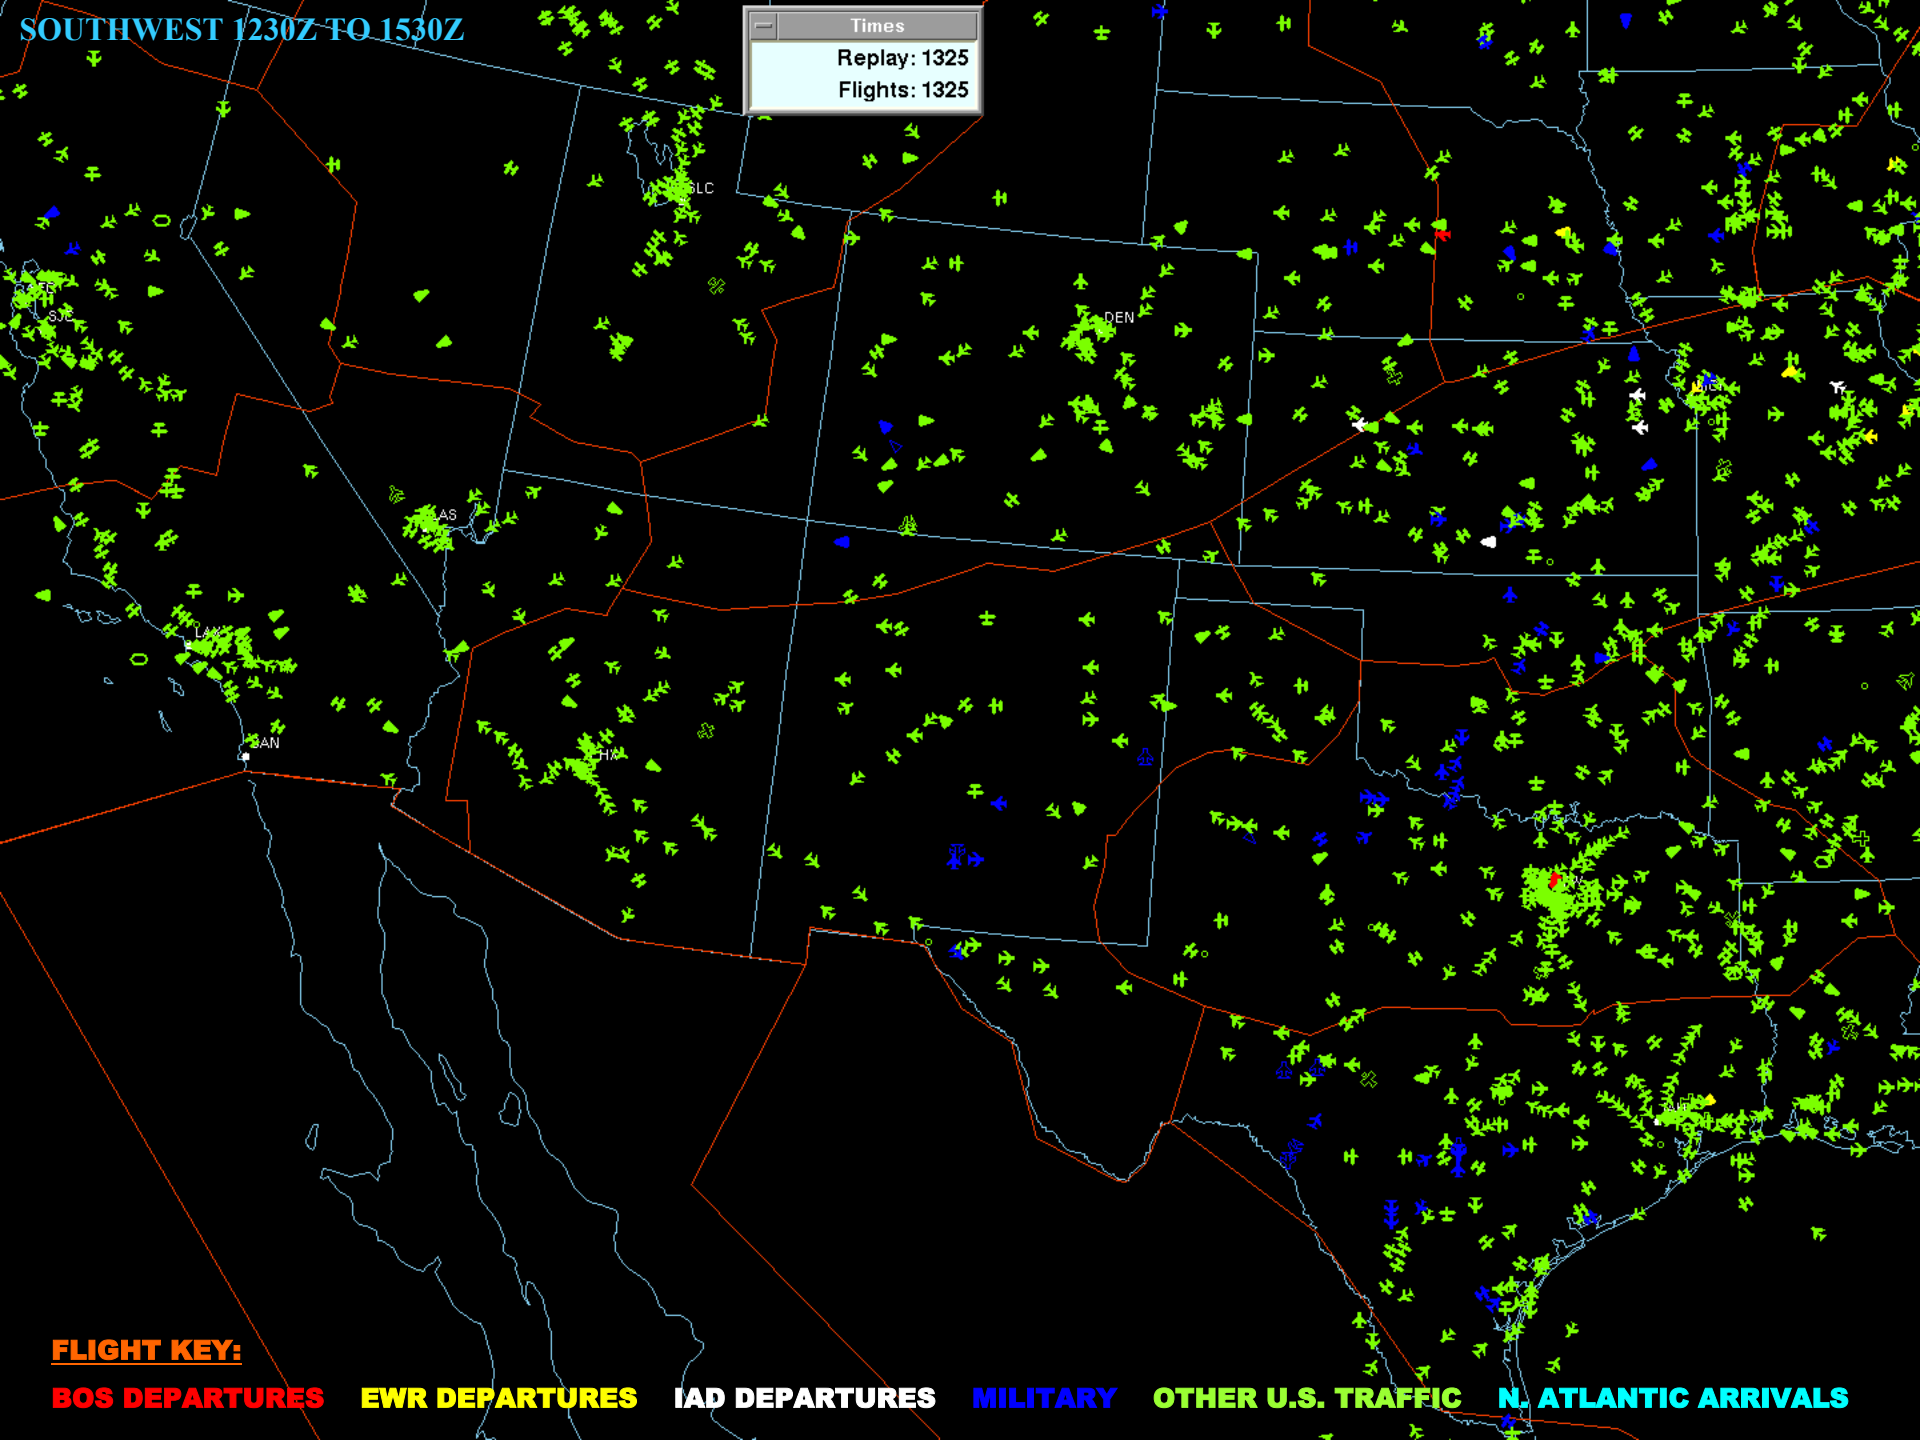 SOUTHWEST 1230Z TO 1530Z
Times
Replay: 1325
Flights: 1325
SLC
SJC
DEN
LAS
LAX
SAN
FLIGHT KEY:
BOS DEPARTURES EWR DEPARTURES IAD DEPARTURES MILITARY OTHER U.S. TRAFFIC N. ATLANTIC ARRIVALS